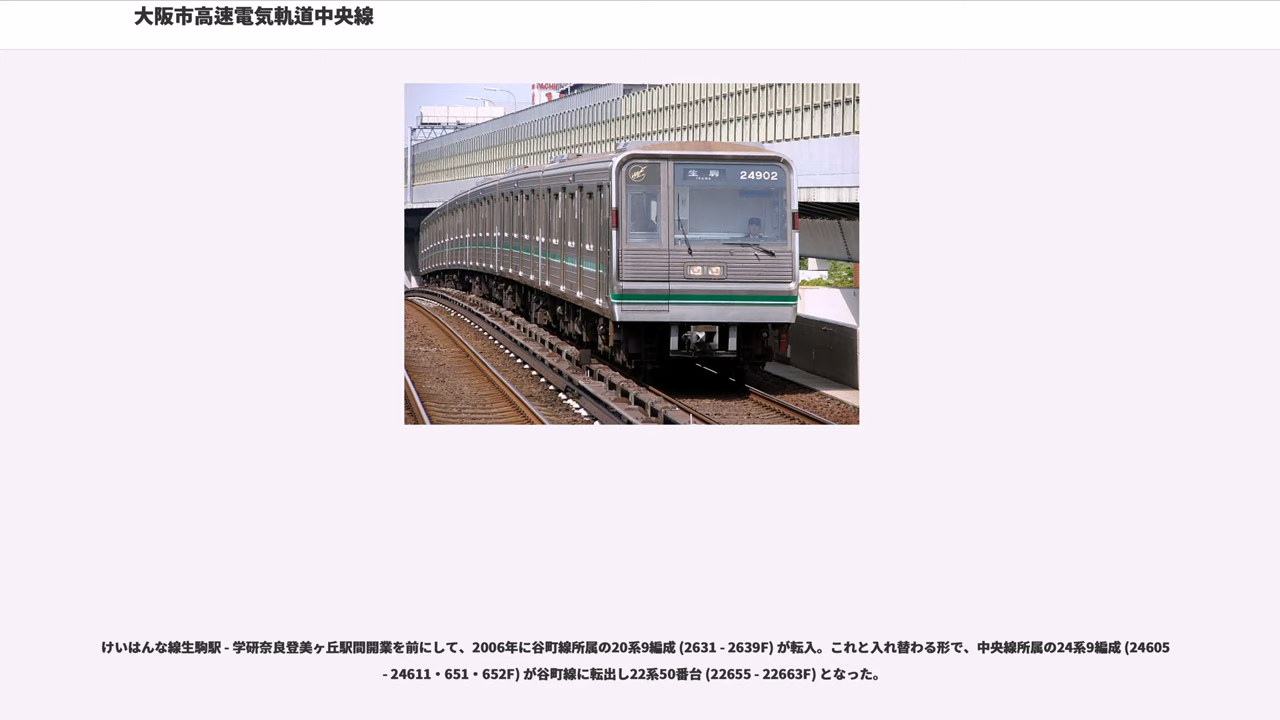 大阪市高速電気軌道中央線
生駒
24902
けいはんな線生駒駅 - 学研奈良登美ヶ丘駅間開業を前にして、2006年に谷町線所属の20系9編成 (2631 - 2639F) が転入。これと入れ替わる形で、中央線所属の24系9編成 (24605
- 24611・651・652F) が谷町線に転出し22系50番台 (22655 - 22663F) となった。